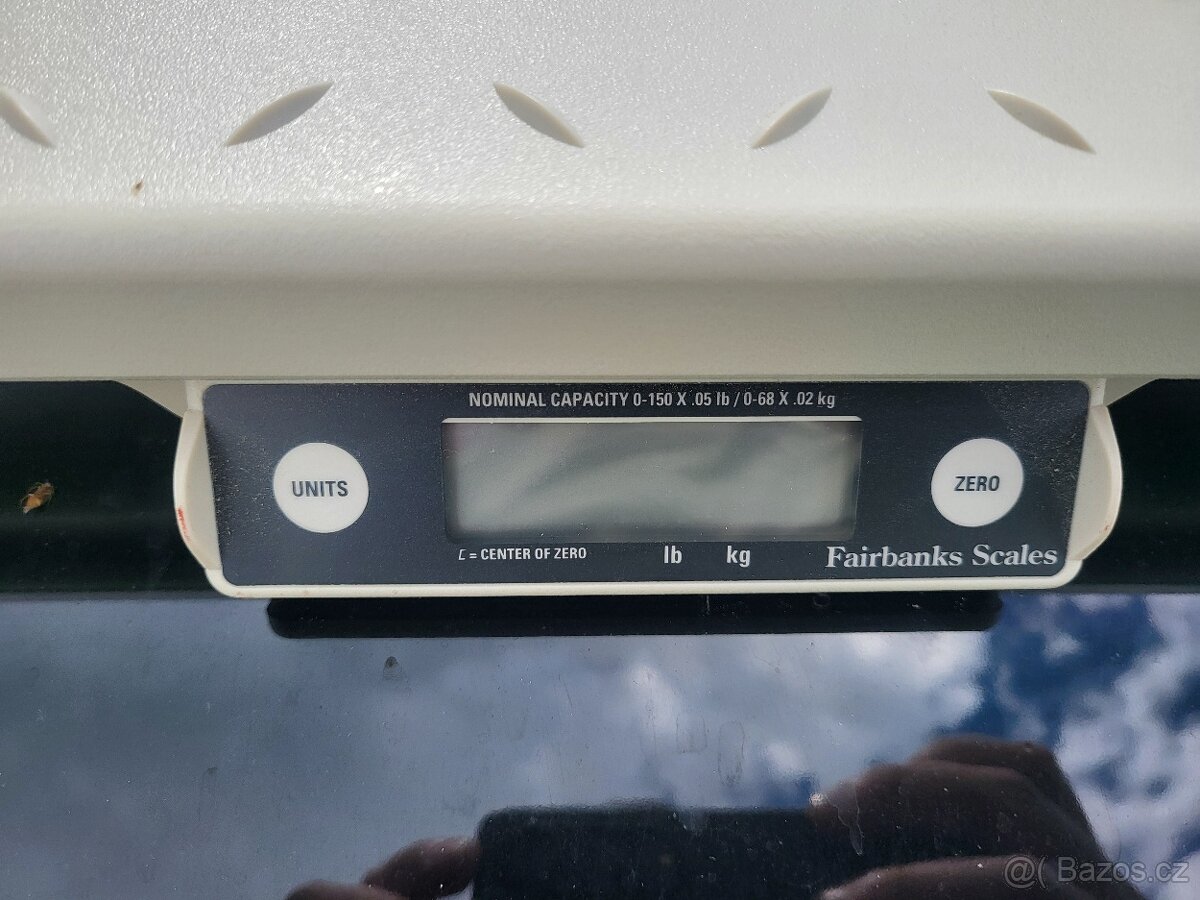 NOMINAL CAPACITY 0-150 X .05 lb / 0-68 X .02 kg
UNITS
ZERO
C = CENTER OF ZERO
lb kg
Fairbanks Scales
@( Bazos.cz